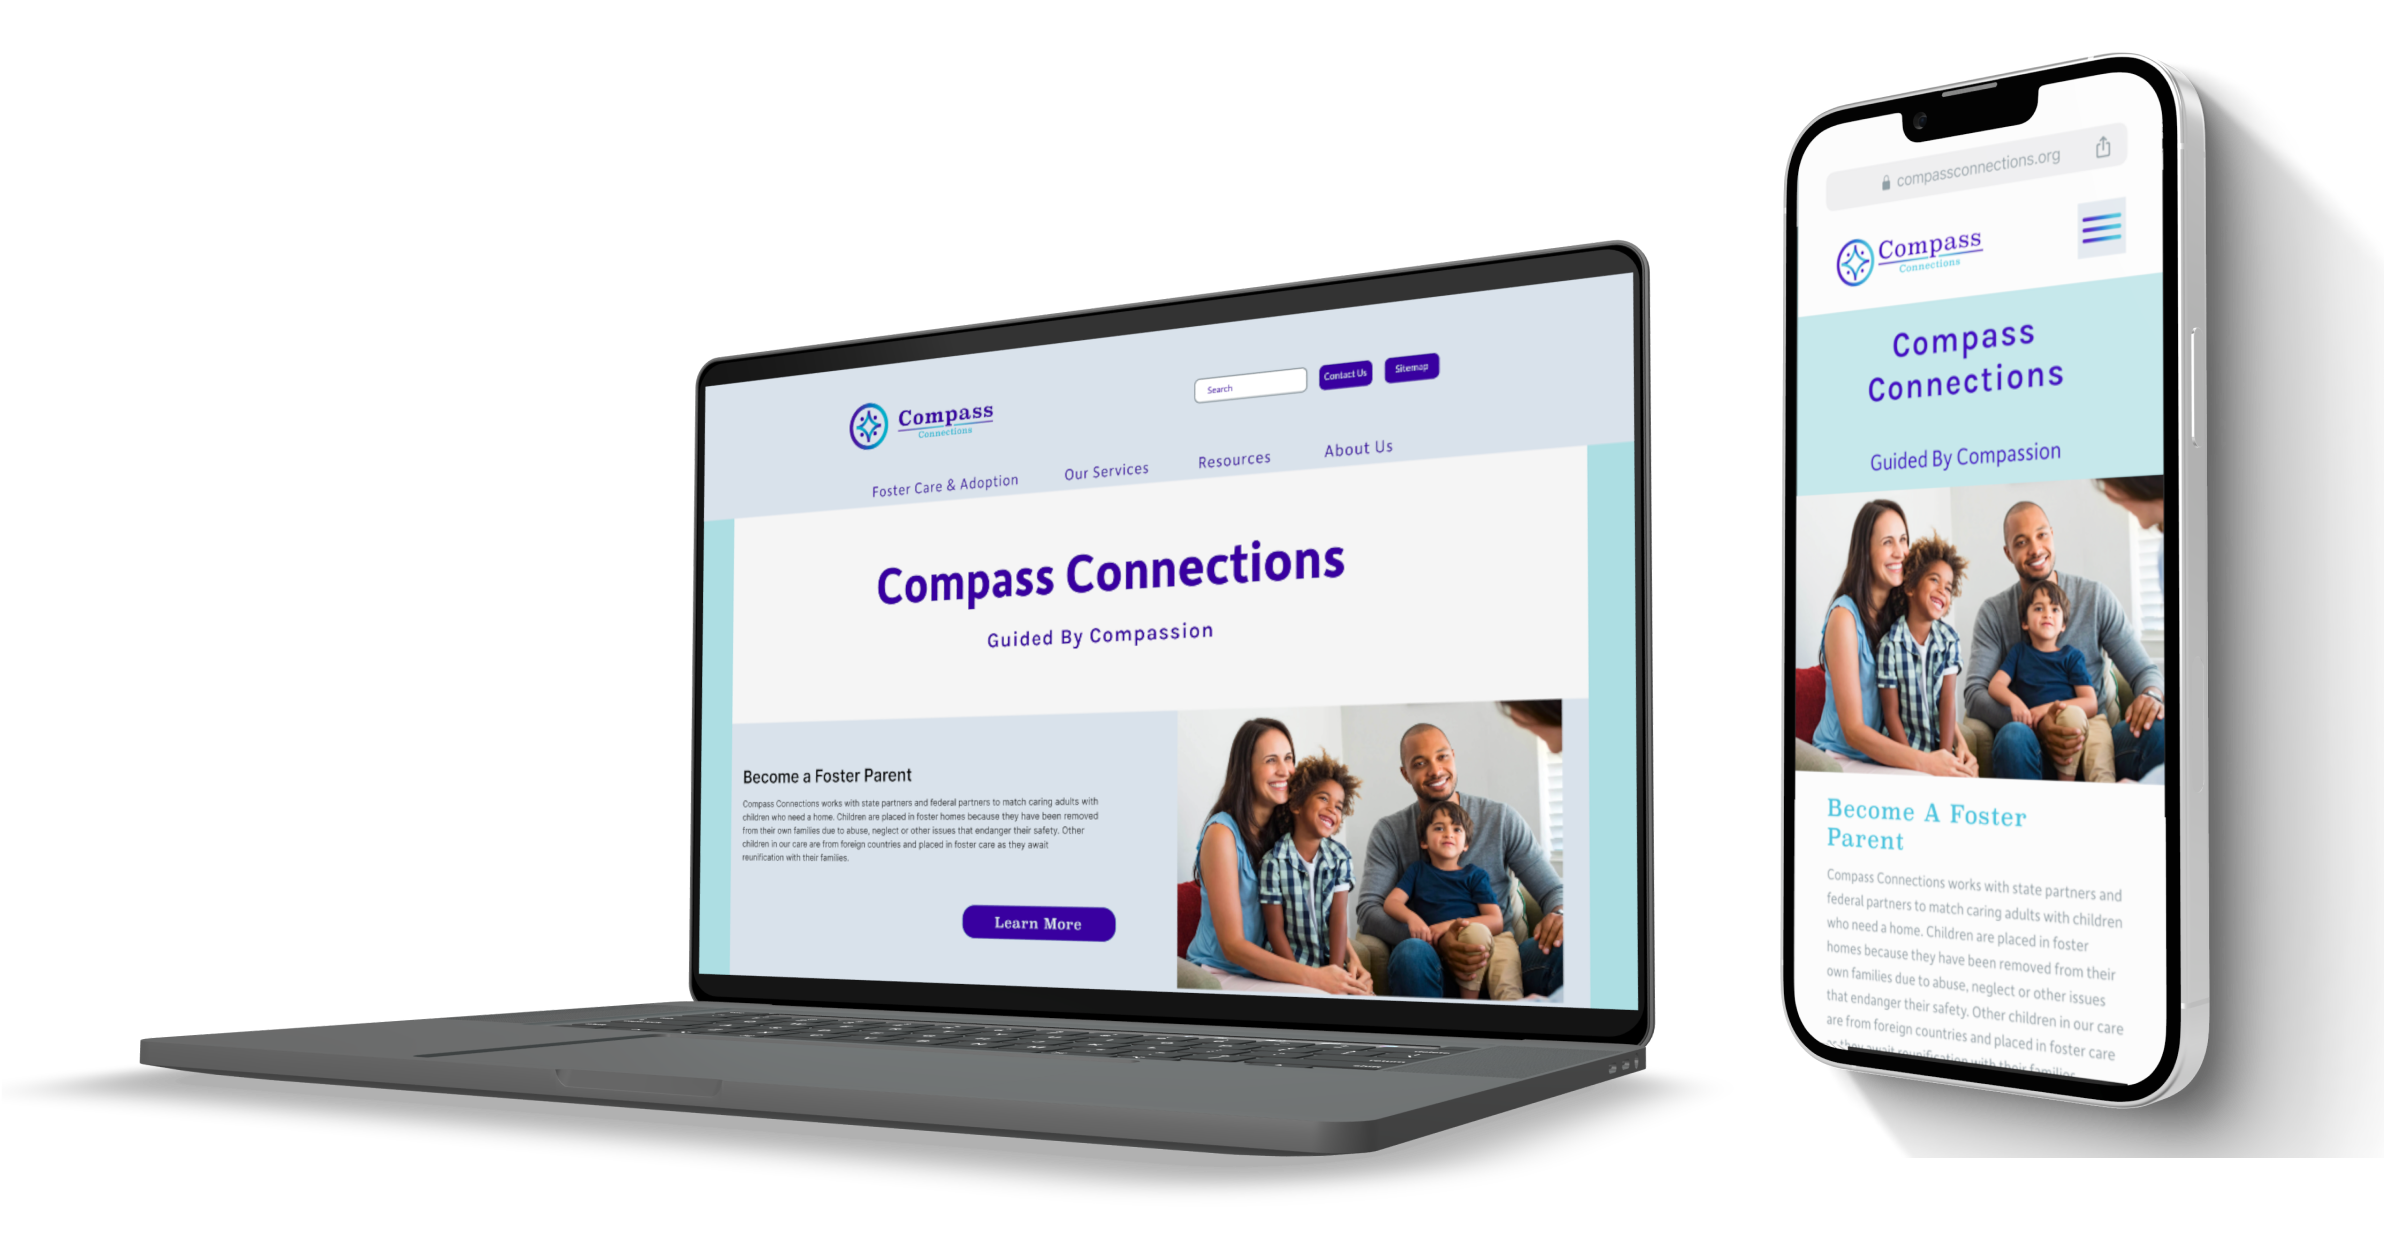 Compass
Connections
Search
Contact Us
Sitemap
Foster Care & Adoption
Our Services
Resources
About Us
Compass Connections
Guided By Compassion
Become a Foster Parent
Compass Connections works with state partners and federal partners to match caring adults with
children who need a home. Children are placed in foster homes because they have been removed
from their own families due to abuse, neglect or other issues that endanger their safety. Other
children in our care are from foreign countries and placed in foster care as they await
reunification with their families.
Learn More
compassconnections.org
Compass
Connections
Compass
Connections
Guided By Compassion
Become A Foster
Parent
Compass Connections works with state partners and
federal partners to match caring adults with children
who need a home. Children are placed in foster
homes because they have been removed from their
own families due to abuse, neglect or other issues
that endanger their safety. Other children in our care
are from foreign countries and placed in foster care
as they await reunification with their families.